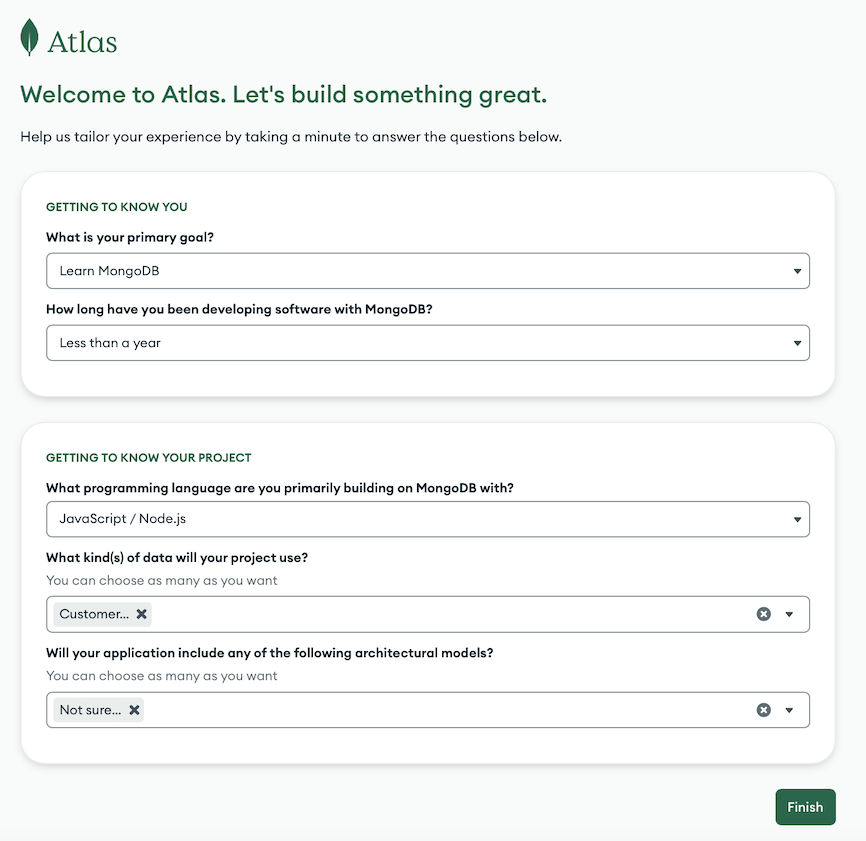 Atlas
Welcome to Atlas. Let's build something great.
Help us tailor your experience by taking a minute to answer the questions below.
GETTING TO KNOW YOU
What is your primary goal?
Learn MongoDB
How long have you been developing software with MongoDB?
Less than a year
GETTING TO KNOW YOUR PROJECT
What programming language are you primarily building on MongoDB with?
JavaScript / Node.js
What kind(s) of data will your project use?
You can choose as many as you want
Customer...
Will your application include any of the following architectural models?
You can choose as many as you want
Not sure...
Finish